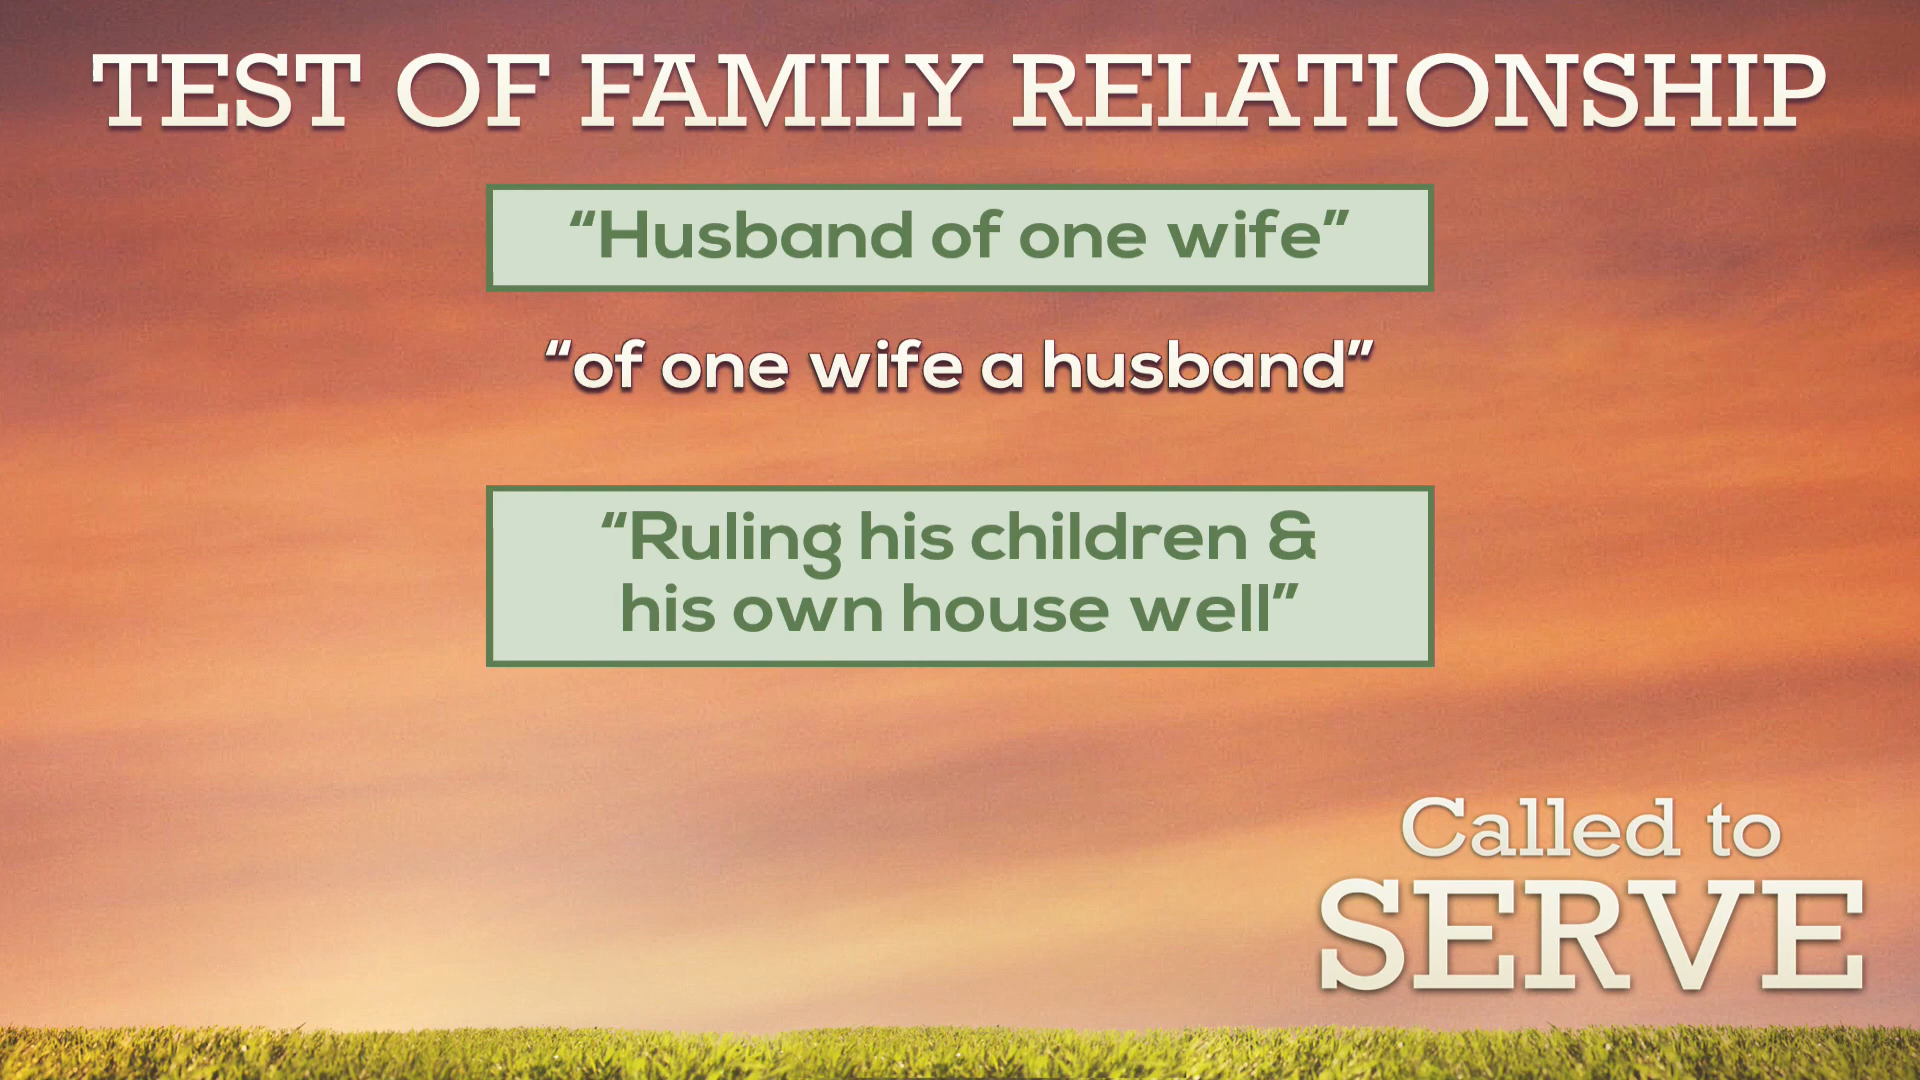 TEST OF FAMILY RELATIONSHIP
“Husband of one wife”
“of one wife a husband”
“Ruling his children &
his own house well”
Called to
SERVE